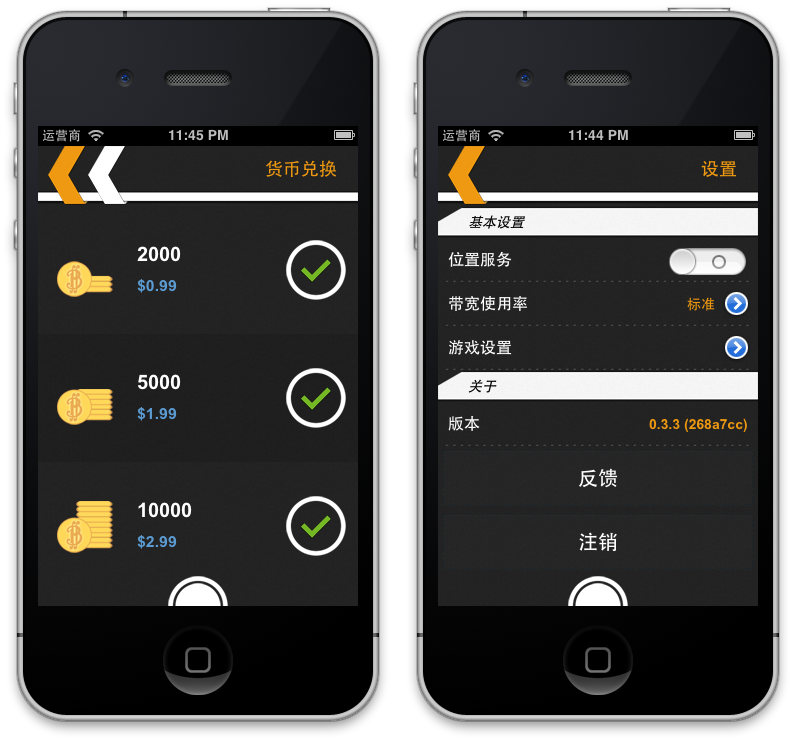 运营商 11:45 PM
货币兑换
2000
$0.99
5000
$1.99
10000
$2.99
运营商 11:44 PM
设置
基本设置
位置服务
带宽使用率 标准
游戏设置
关于
版本 0.3.3 (268a7cc)
反馈
注销